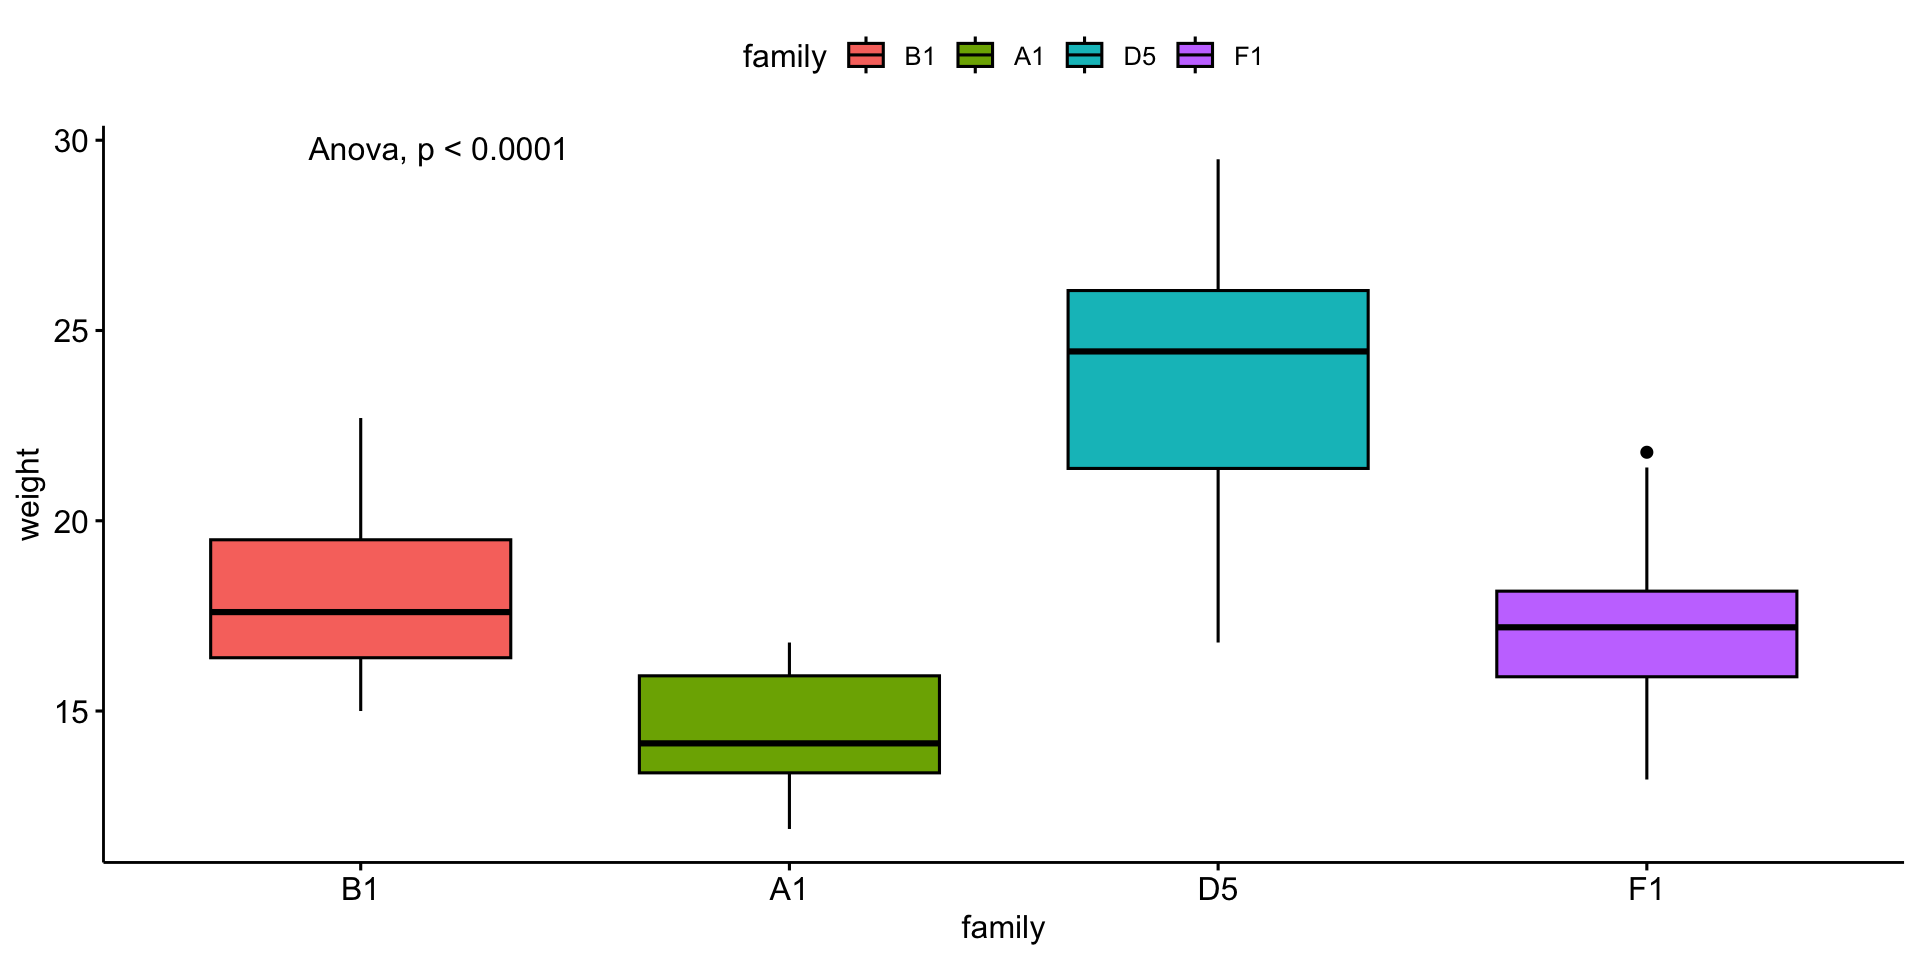 family B1 A1 D5 F1
Anova, p < 0.0001
30
25
20
15
weight
B1 A1 D5 F1
family